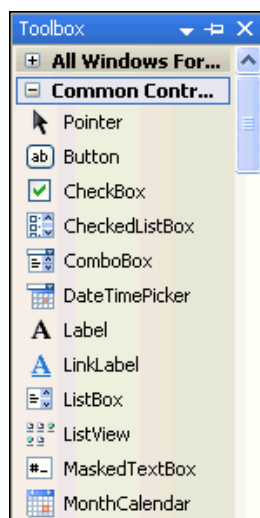 Toolbox
All Windows For...
Common Contr...
Pointer
ab Button
CheckBox
CheckedListBox
ComboBox
DateTimePicker
A Label
A LinkLabel
ListBox
ListView
#- MaskedTextBox
MonthCalendar